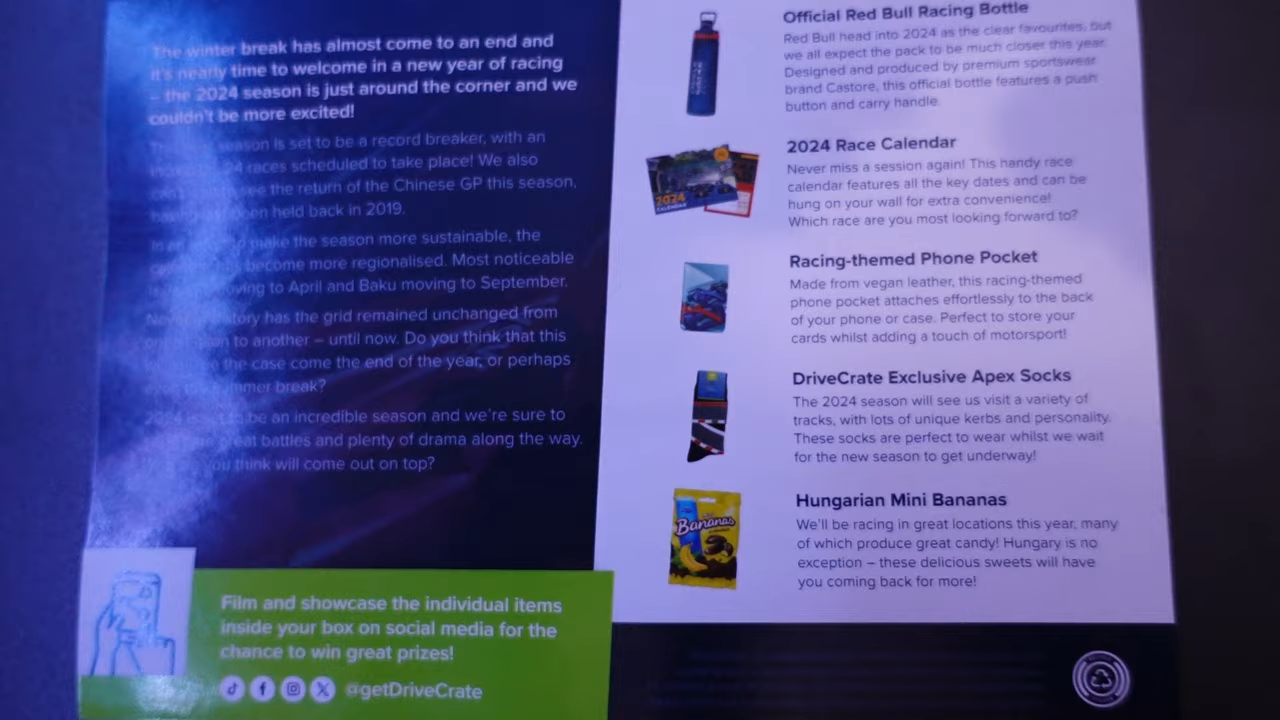 The winter break has almost come to an end and
it's nearly time to welcome in a new year of racing
– the 2024 season is just around the corner and we
couldn't be more excited!
season is set to be a record breaker, with an
races scheduled to take place! We also
the return of the Chinese GP this season,
held back in 2019.
make the season more sustainable, the
become more regionalised. Most noticeable
moving to April and Baku moving to September.
has the grid remained unchanged from
to another – until now. Do you think that this
the case come the end of the year, or perhaps
summer break?
be an incredible season and we're sure to
great battles and plenty of drama along the way.
you think will come out on top?
Film and showcase the individual items
inside your box on social media for the
chance to win great prizes!
@getDriveCrate
Official Red Bull Racing Bottle
Red Bull head into 2024 as the clear favourites, but
we all expect the pack to be much closer this year.
Designed and produced by premium sportswear
brand Castore, this official bottle features a push
button and carry handle.
2024 Race Calendar
Never miss a session again! This handy race
calendar features all the key dates and can be
hung on your wall for extra convenience!
Which race are you most looking forward to?
2024
CALENDAR
Racing-themed Phone Pocket
Made from vegan leather, this racing-themed
phone pocket attaches effortlessly to the back
of your phone or case. Perfect to store your
cards whilst adding a touch of motorsport!
DriveCrate Exclusive Apex Socks
The 2024 season will see us visit a variety of
tracks, with lots of unique kerbs and personality.
These socks are perfect to wear whilst we wait
for the new season to get underway!
Hungarian Mini Bananas
We'll be racing in great locations this year, many
of which produce great candy! Hungary is no
exception – these delicious sweets will have
you coming back for more!
Bananas